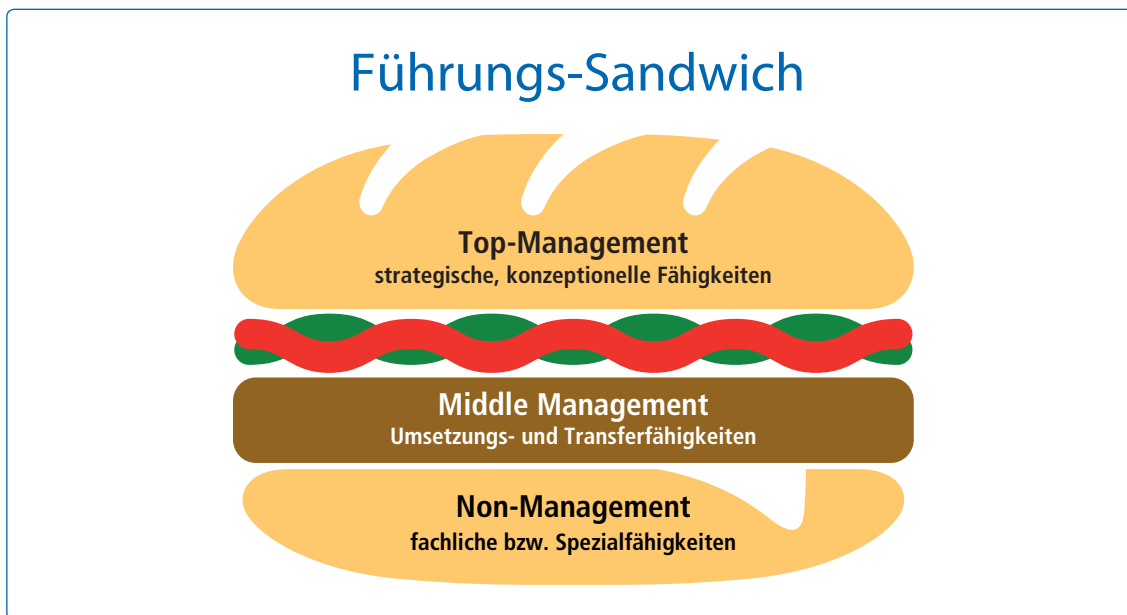 Führungs-Sandwich
Top-Management
strategische, konzeptionelle Fähigkeiten
Middle Management
Umsetzungs- und Transferfähigkeiten
Non-Management
fachliche bzw. Spezialfähigkeiten